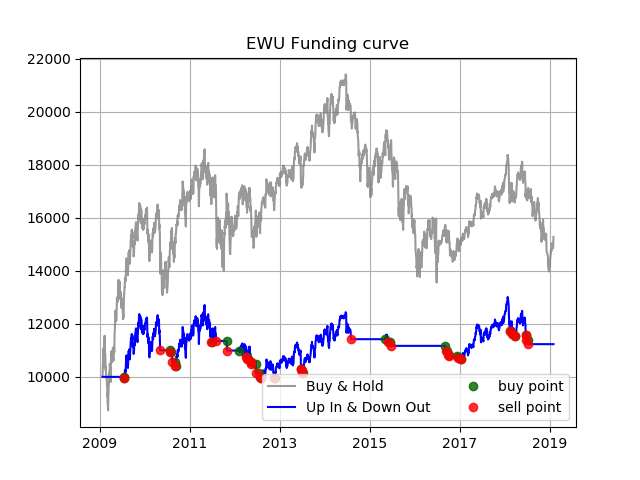 EWU Funding curve
22000
20000
18000
16000
14000
12000
10000
Buy & Hold
Up In & Down Out
buy point
sell point
2009
2011
2013
2015
2017
2019